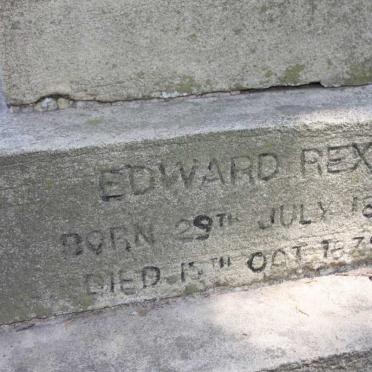 EDWARD REX
BORN 29TH JULY
DIED 15TH OCT